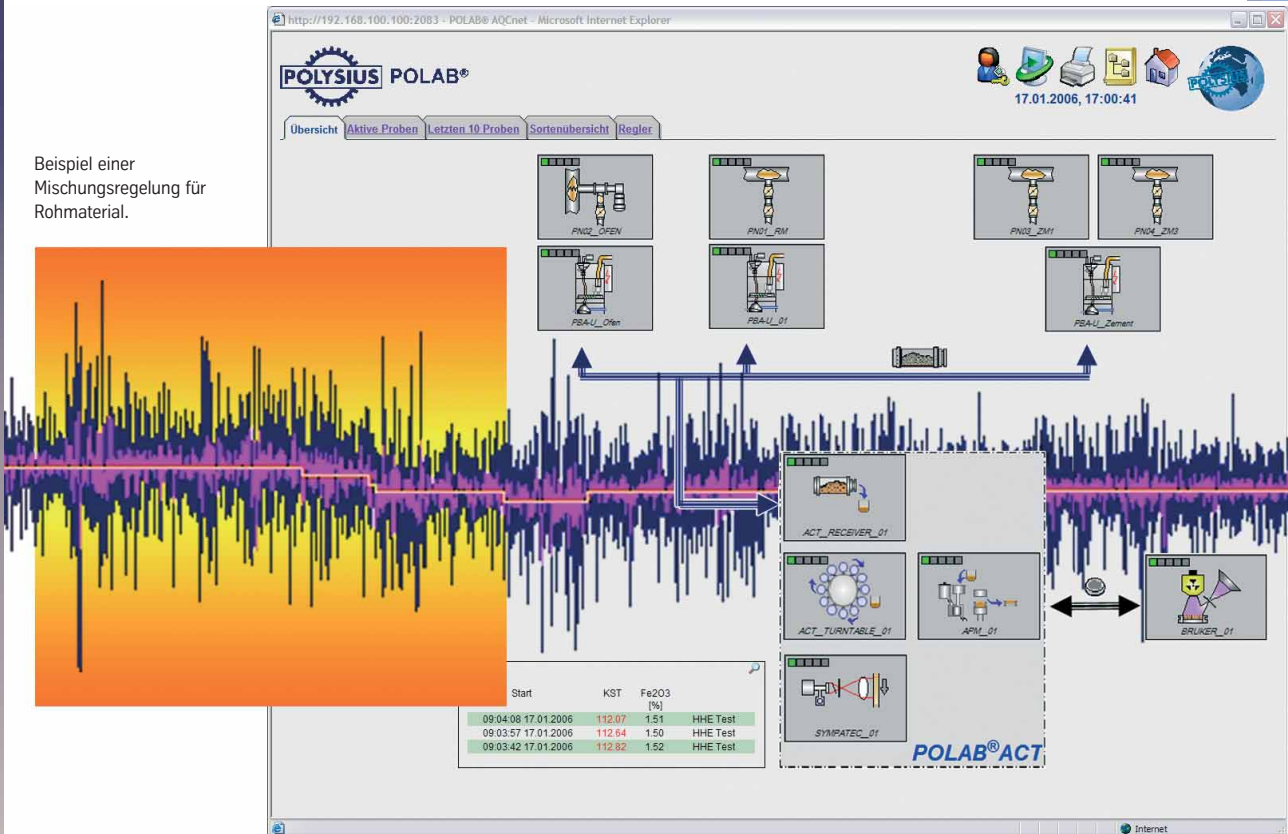 http://192.168.100.100:2083 - POLAB® AQCnet - Microsoft Internet Explorer
POLYSIUS POLAB®
POLYSIUS
17.01.2006, 17:00:41
Übersicht Aktive Proben Letzten 10 Proben Sortenübersicht Regler
Beispiel einer
Mischungsregelung für
Rohmaterial.
PN02_OFEN PN01_RM PN03_ZM1 PN04_ZM3
PBA-U_Ofen PBA-U_01 PBA-U_Zement
ACT_RECEIVER_01
ACT_TURNTABLE_01 APM_01 BRUKER_01
SYMPATEC_01
POLAB®ACT
Start KST Fe2O3
[%]
09:04:08 17.01.2006 112.07 1.51 HHE Test
09:03:57 17.01.2006 112.64 1.50 HHE Test
09:03:42 17.01.2006 112.82 1.52 HHE Test
Internet